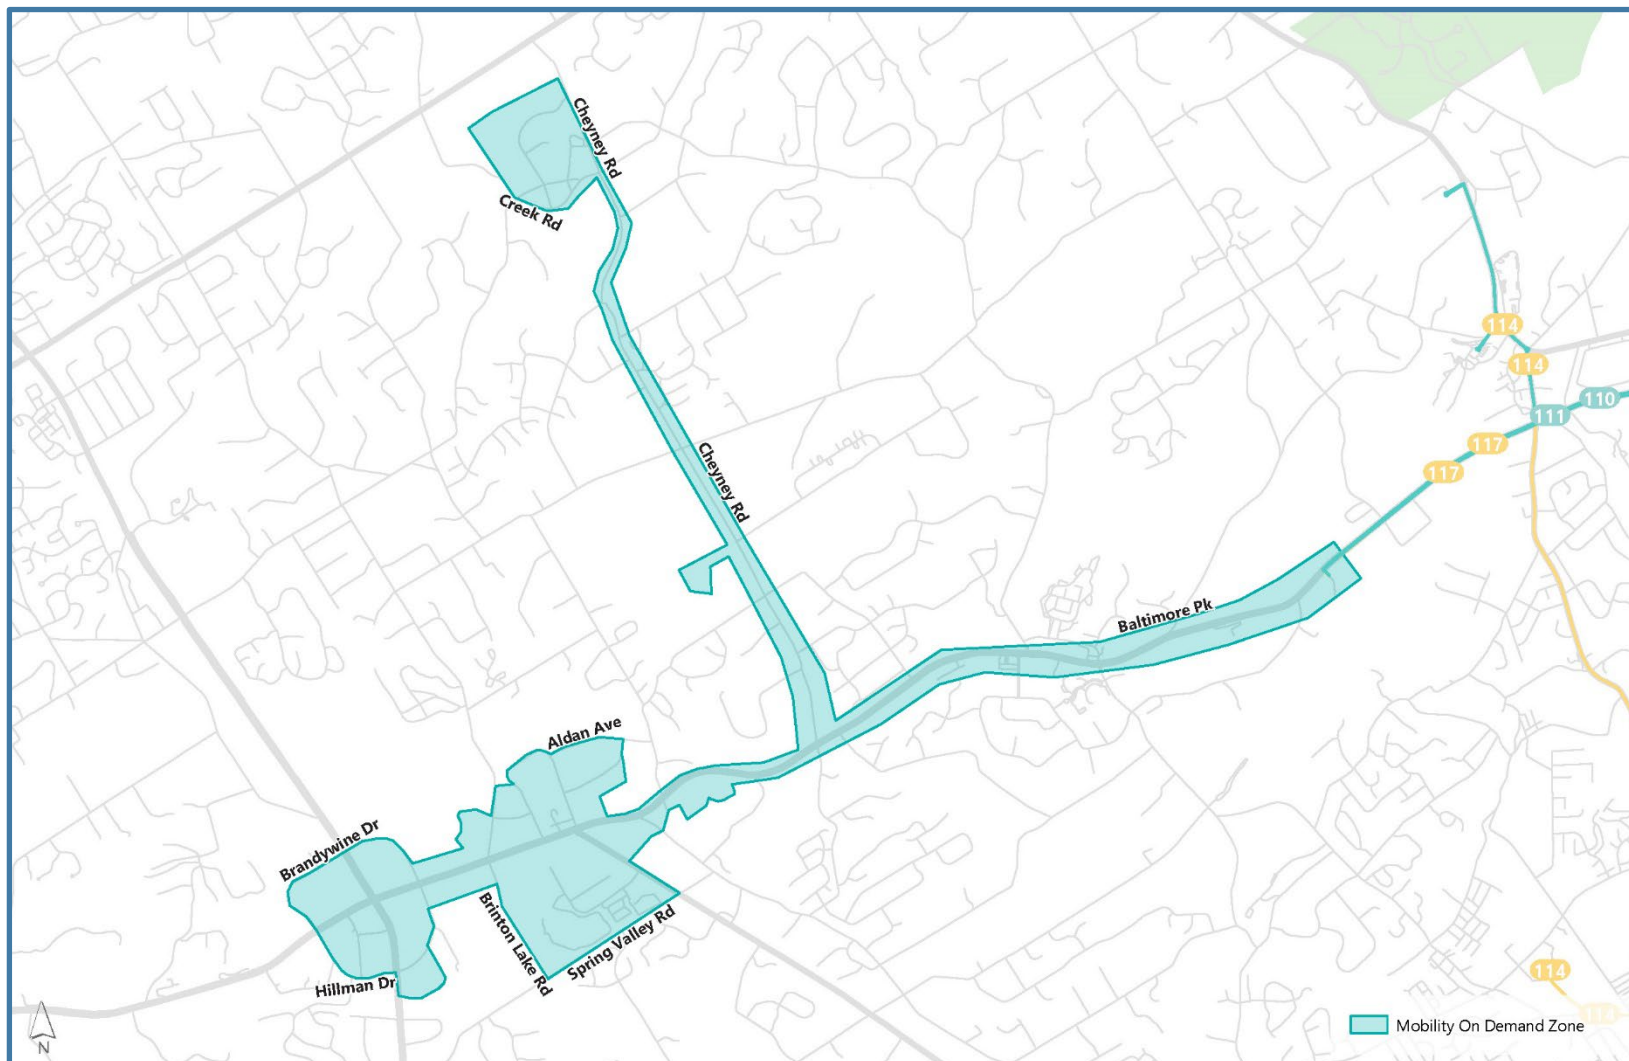 Cheyney Rd
Creek Rd
114
114
110
111
117
117
Cheyney Rd
Baltimore Pk
Aldan Ave
Brandywine Dr
Brinton Lake Rd
Spring Valley Rd
Hillman Dr
114
114
Mobility On Demand Zone
N